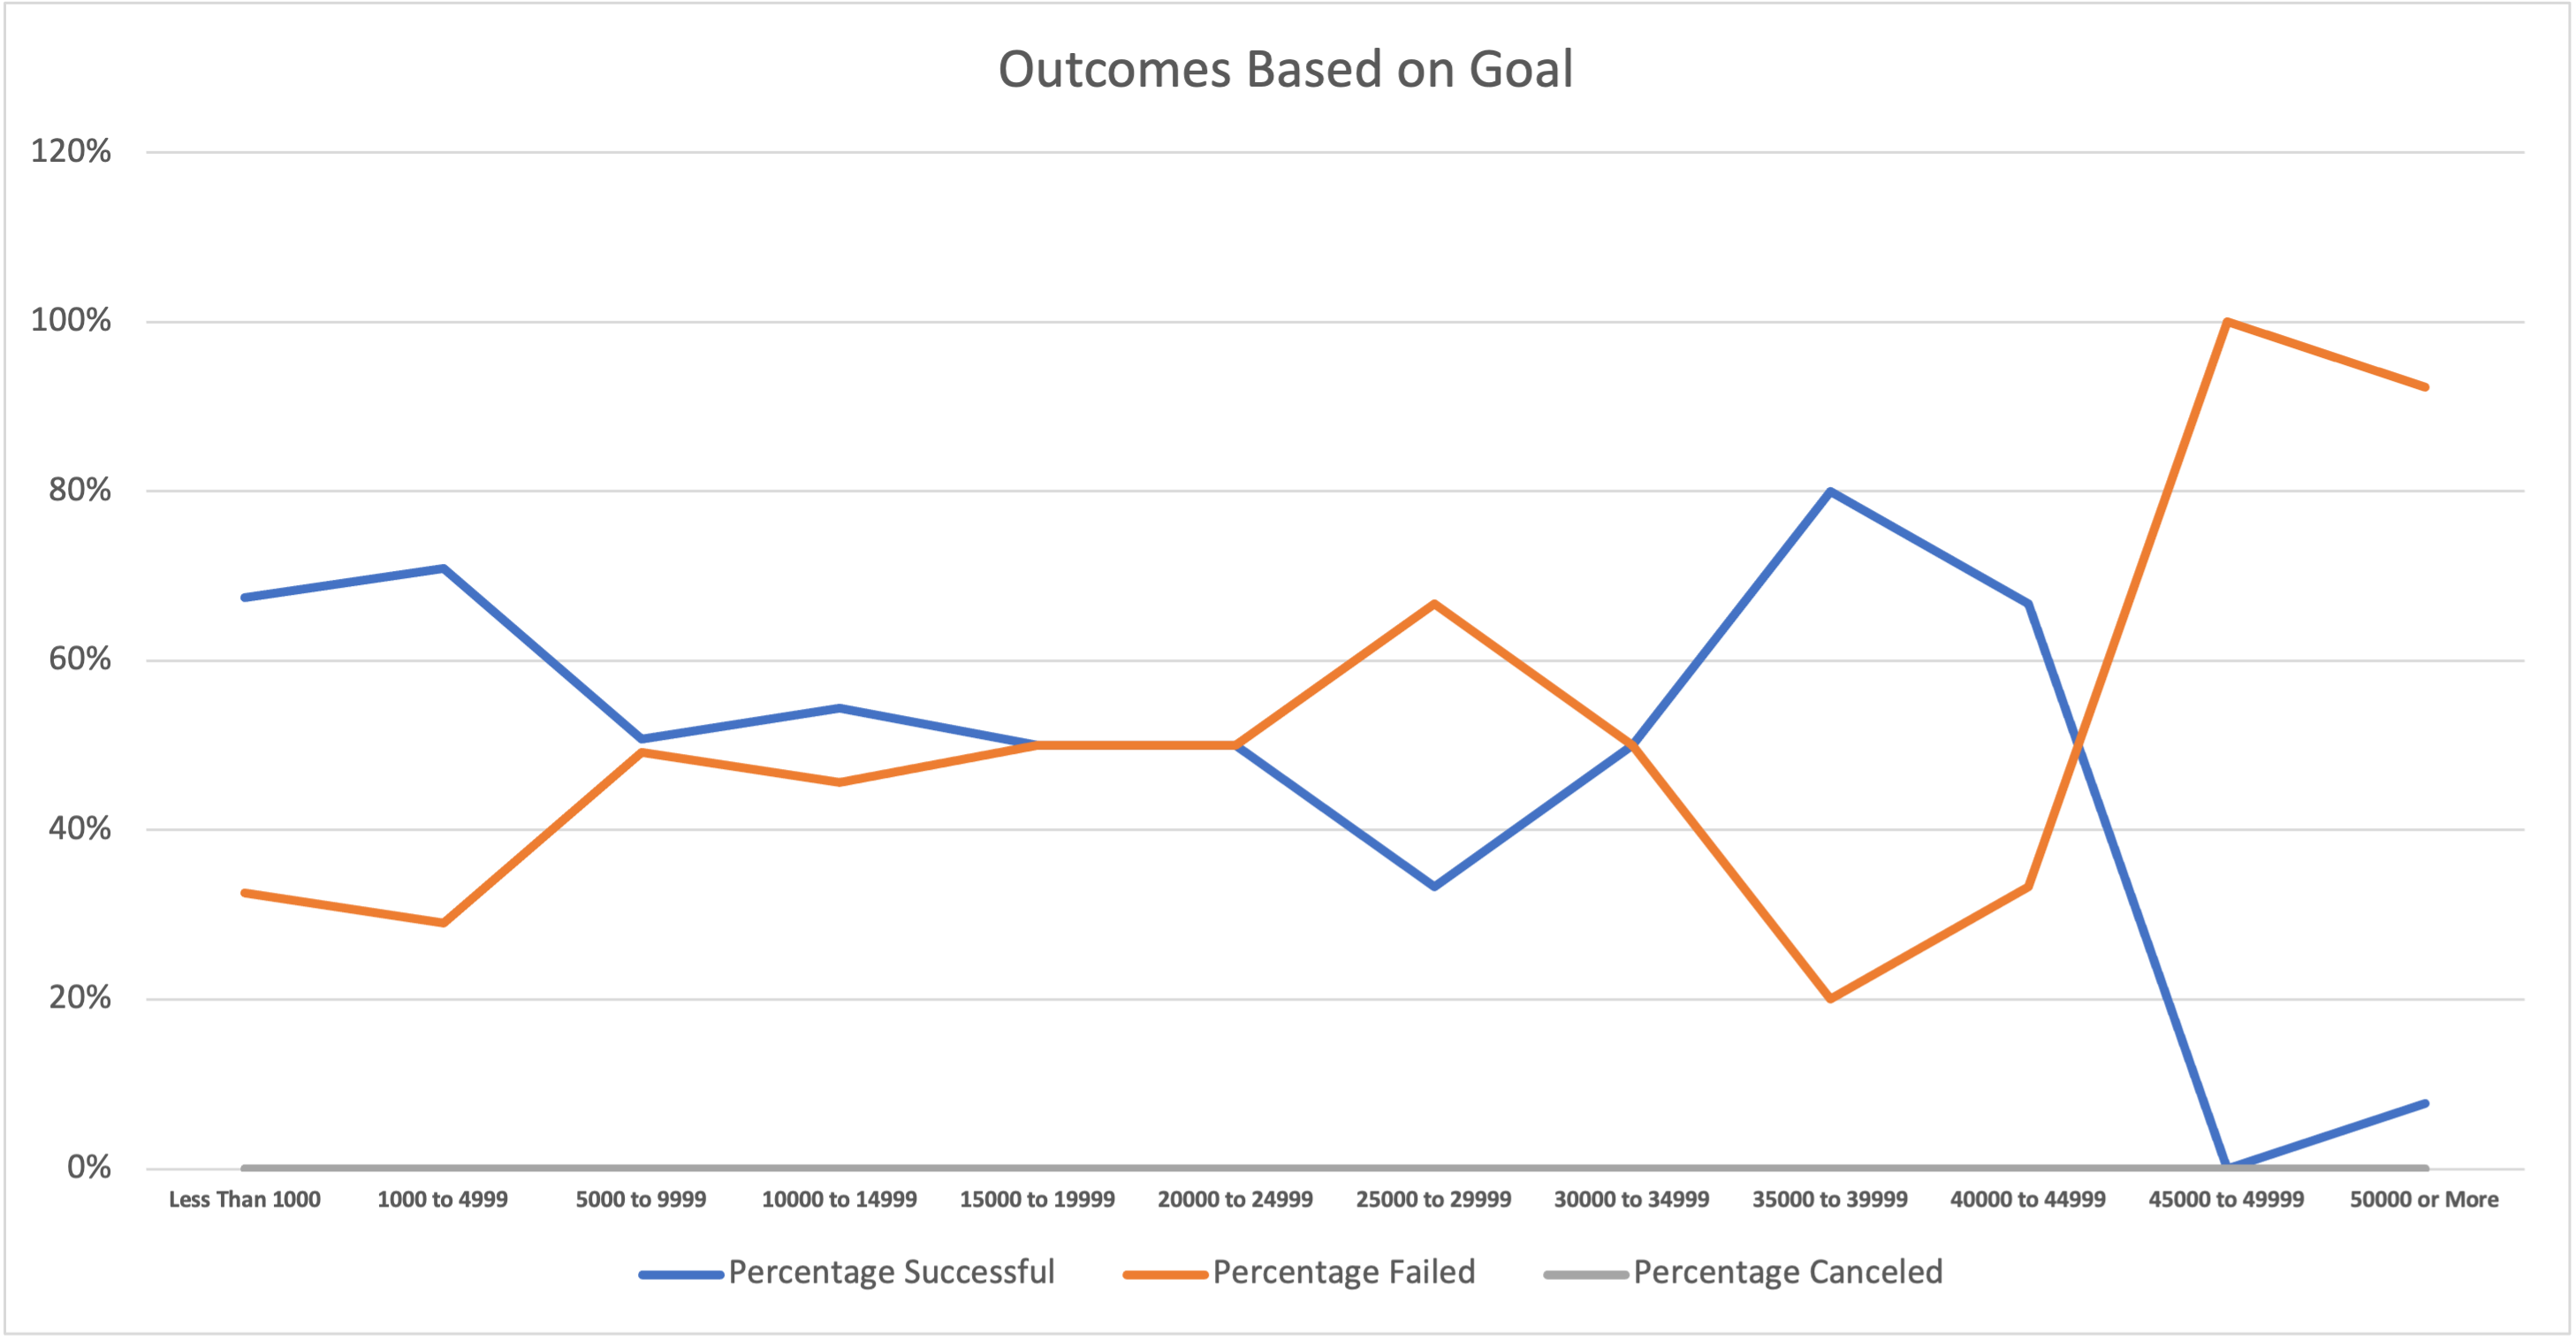 Outcomes Based on Goal
120%
100%
80%
60%
40%
20%
0%
Less Than 1000 1000 to 4999 5000 to 9999 10000 to 14999 15000 to 19999 20000 to 24999 25000 to 29999 30000 to 34999 35000 to 39999 40000 to 44999 45000 to 49999 50000 or More
Percentage Successful Percentage Failed Percentage Canceled